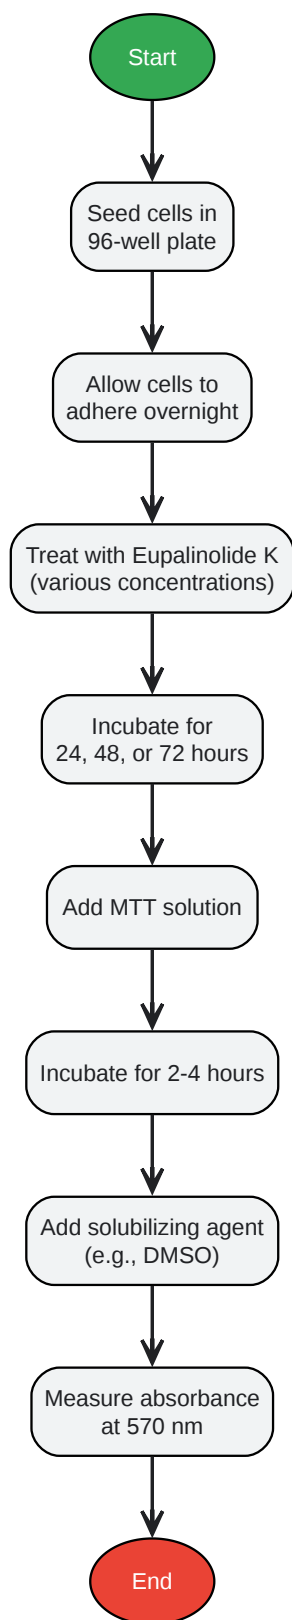 Start
Seed cells in
96-well plate
Allow cells to
adhere overnight
Treat with Eupalinolide K
(various concentrations)
Incubate for
24, 48, or 72 hours
Add MTT solution
Incubate for 2-4 hours
Add solubilizing agent
(e.g., DMSO)
Measure absorbance
at 570 nm
End